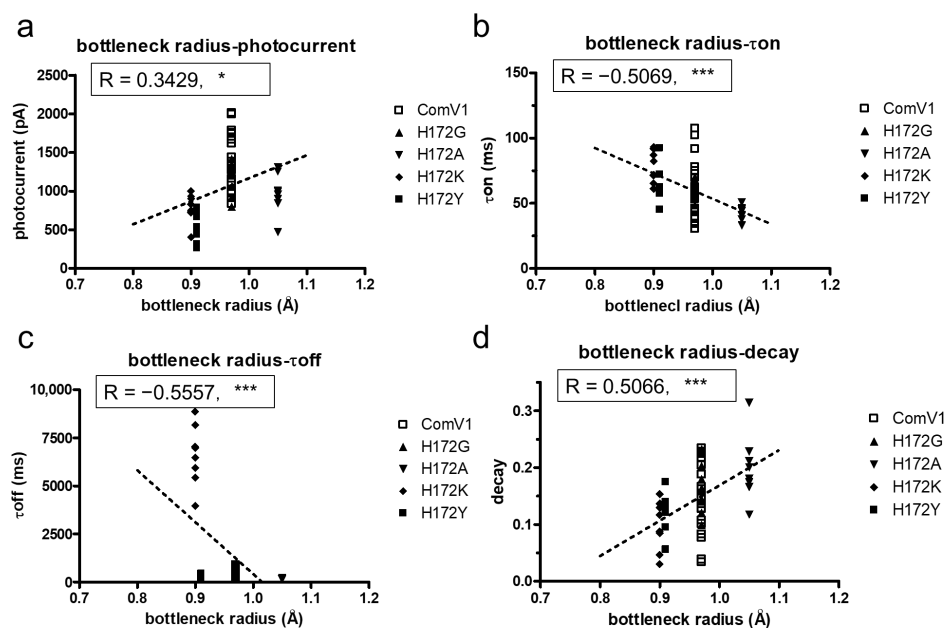 a
bottleneck radius-photocurrent
R = 0.3429, *
photocurrent (pA)
2500
2000
1500
1000
500
0
0.7 0.8 0.9 1.0 1.1 1.2
bottleneck radius (Å)
ComV1
H172G
H172A
H172K
H172Y
b
bottleneck radius-τon
R = −0.5069, ***
τon (ms)
150
100
50
0
0.7 0.8 0.9 1.0 1.1 1.2
bottlenecl radius (Å)
ComV1
H172G
H172A
H172K
H172Y
c
bottleneck radius-τoff
R = −0.5557, ***
τoff (ms)
10,000
7500
5000
2500
0
0.7 0.8 0.9 1.0 1.1 1.2
bottleneck radius (Å)
ComV1
H172G
H172A
H172K
H172Y
d
bottleneck radius-decay
R = 0.5066, ***
decay
0.3
0.2
0.1
0.0
0.7 0.8 0.9 1.0 1.1 1.2
bottleneck radius (Å)
ComV1
H172G
H172A
H172K
H172Y